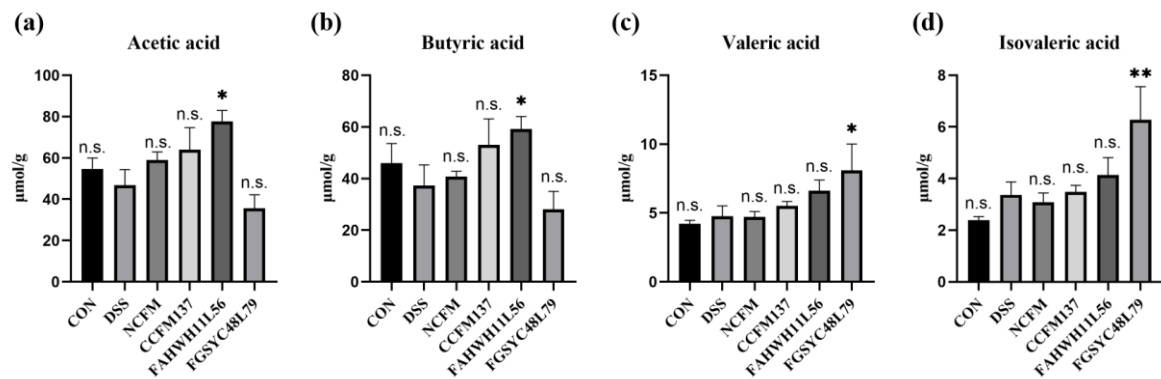 (a)
Acetic acid
μmol/g
100
80
60
40
20
0
n.s.
n.s.
n.s.
*
n.s.
CON
DSS
NCFM
CCFM137
FAHWH11L56
FGSYC48L79
(b)
Butyric acid
μmol/g
80
60
40
20
0
n.s.
n.s.
n.s.
*
n.s.
CON
DSS
NCFM
CCFM137
FAHWH11L56
FGSYC48L79
(c)
Valeric acid
μmol/g
15
10
5
0
n.s.
n.s.
n.s.
n.s.
*
CON
DSS
NCFM
CCFM137
FAHWH11L56
FGSYC48L79
(d)
Isovaleric acid
μmol/g
8
6
4
2
0
n.s.
n.s.
n.s.
n.s.
**
CON
DSS
NCFM
CCFM137
FAHWH11L56
FGSYC48L79